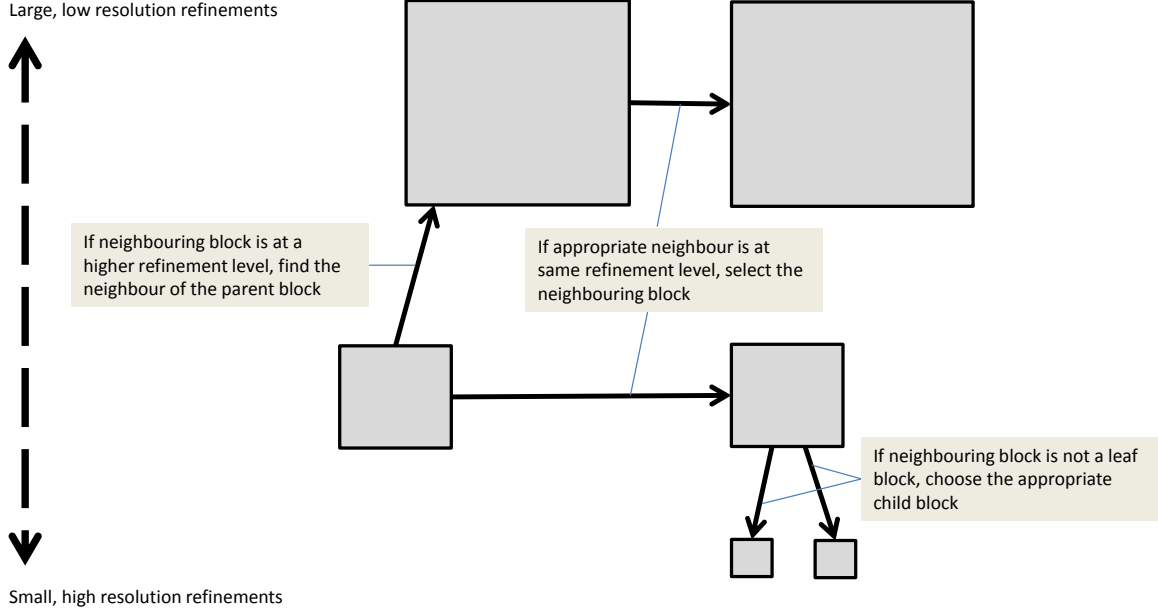 Large, low resolution refinements
If neighbouring block is at a
higher refinement level, find the
neighbour of the parent block
If appropriate neighbour is at
same refinement level, select the
neighbouring block
If neighbouring block is not a leaf
block, choose the appropriate
child block
Small, high resolution refinements